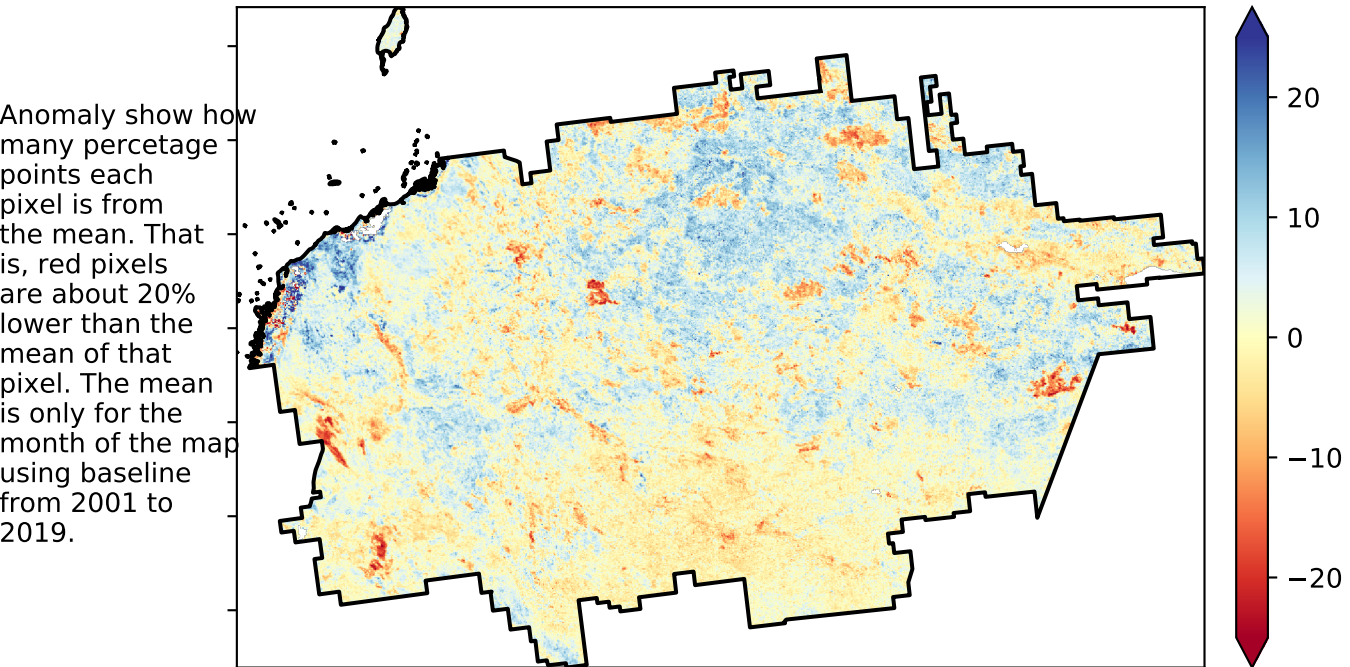 Anomaly show how
many percetage
points each
pixel is from
the mean. That
is, red pixels
are about 20%
lower than the
mean of that
pixel. The mean
is only for the
month of the map
using baseline
from 2001 to
2019.
20
10
0
−10
−20